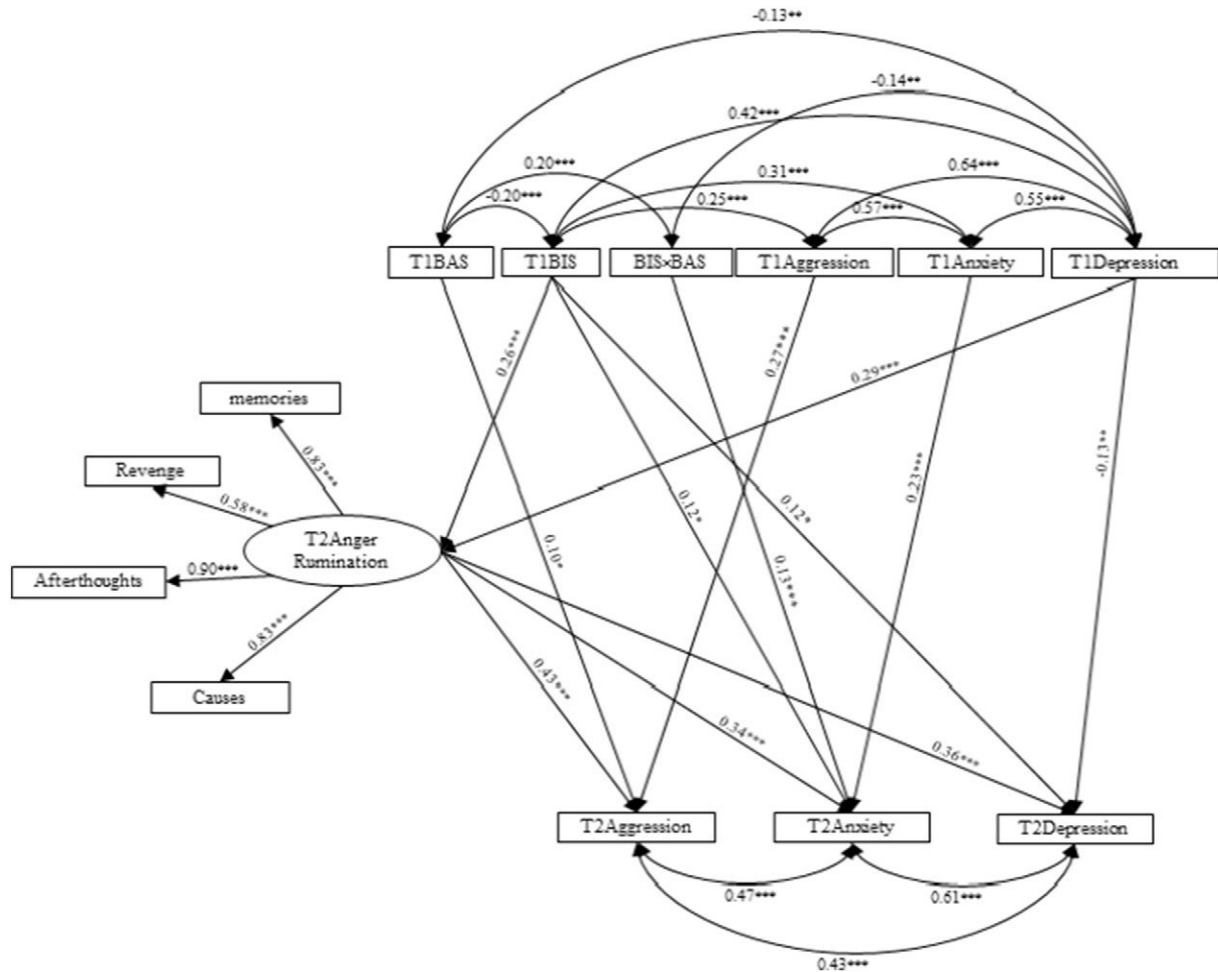 -0.13**
-0.14**
0.42***
0.20***
0.31***
0.64***
-0.20***
0.25***
0.57***
0.55***
T1BAS
T1BIS
BIS×BAS
T1Aggression
T1Anxiety
T1Depression
0.26***
0.27***
0.29***
memories
0.83***
Revenge
0.58***
0.23***
-0.13**
T2Anger
Rumination
0.12*
0.12*
0.10*
0.13***
Afterthoughts
0.90***
0.83***
Causes
0.43***
0.34***
0.36***
T2Aggression
T2Anxiety
T2Depression
0.47***
0.61***
0.43***